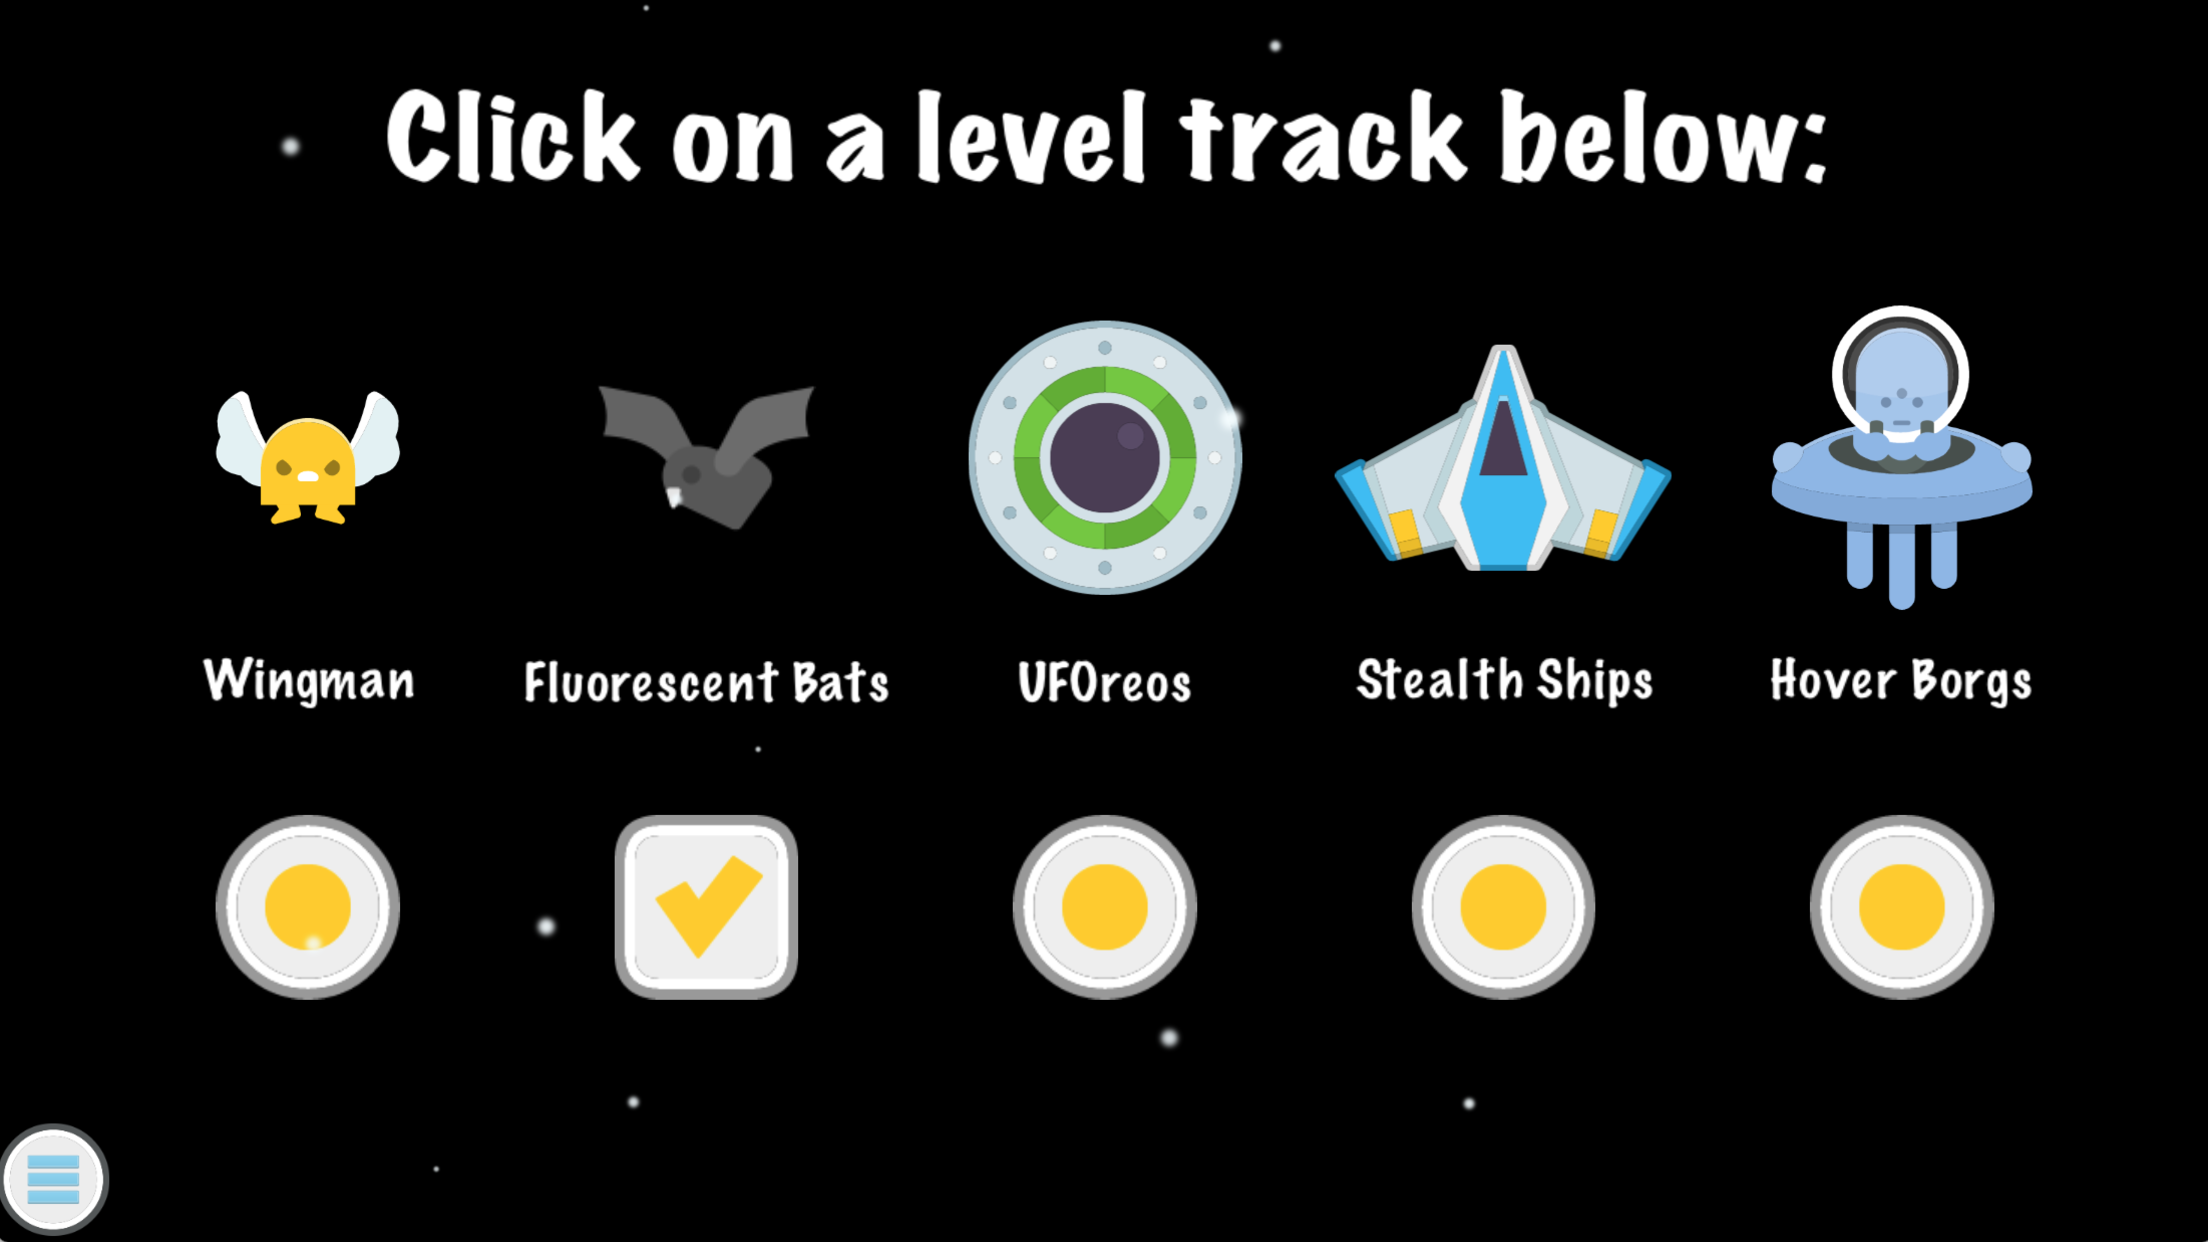 Click on a level track below:
Wingman
Fluorescent Bats
UFOreos
Stealth Ships
Hover Borgs